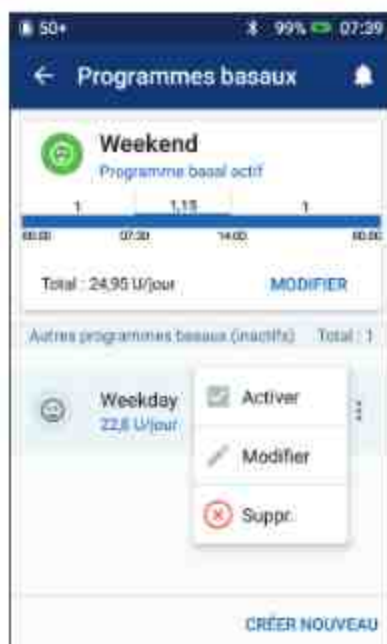 50+ 99% 07:39
Programmes basaux
Weekend
Programme basal actif
1 1,15 1
00:00 07:30 14:00 00:00
Total : 24,95 U/jour MODIFIER
Autres programmes basaux (inactifs) Total : 1
Weekday
22,8 U/jour
Activer
Modifier
Suppr.
CRÉER NOUVEAU